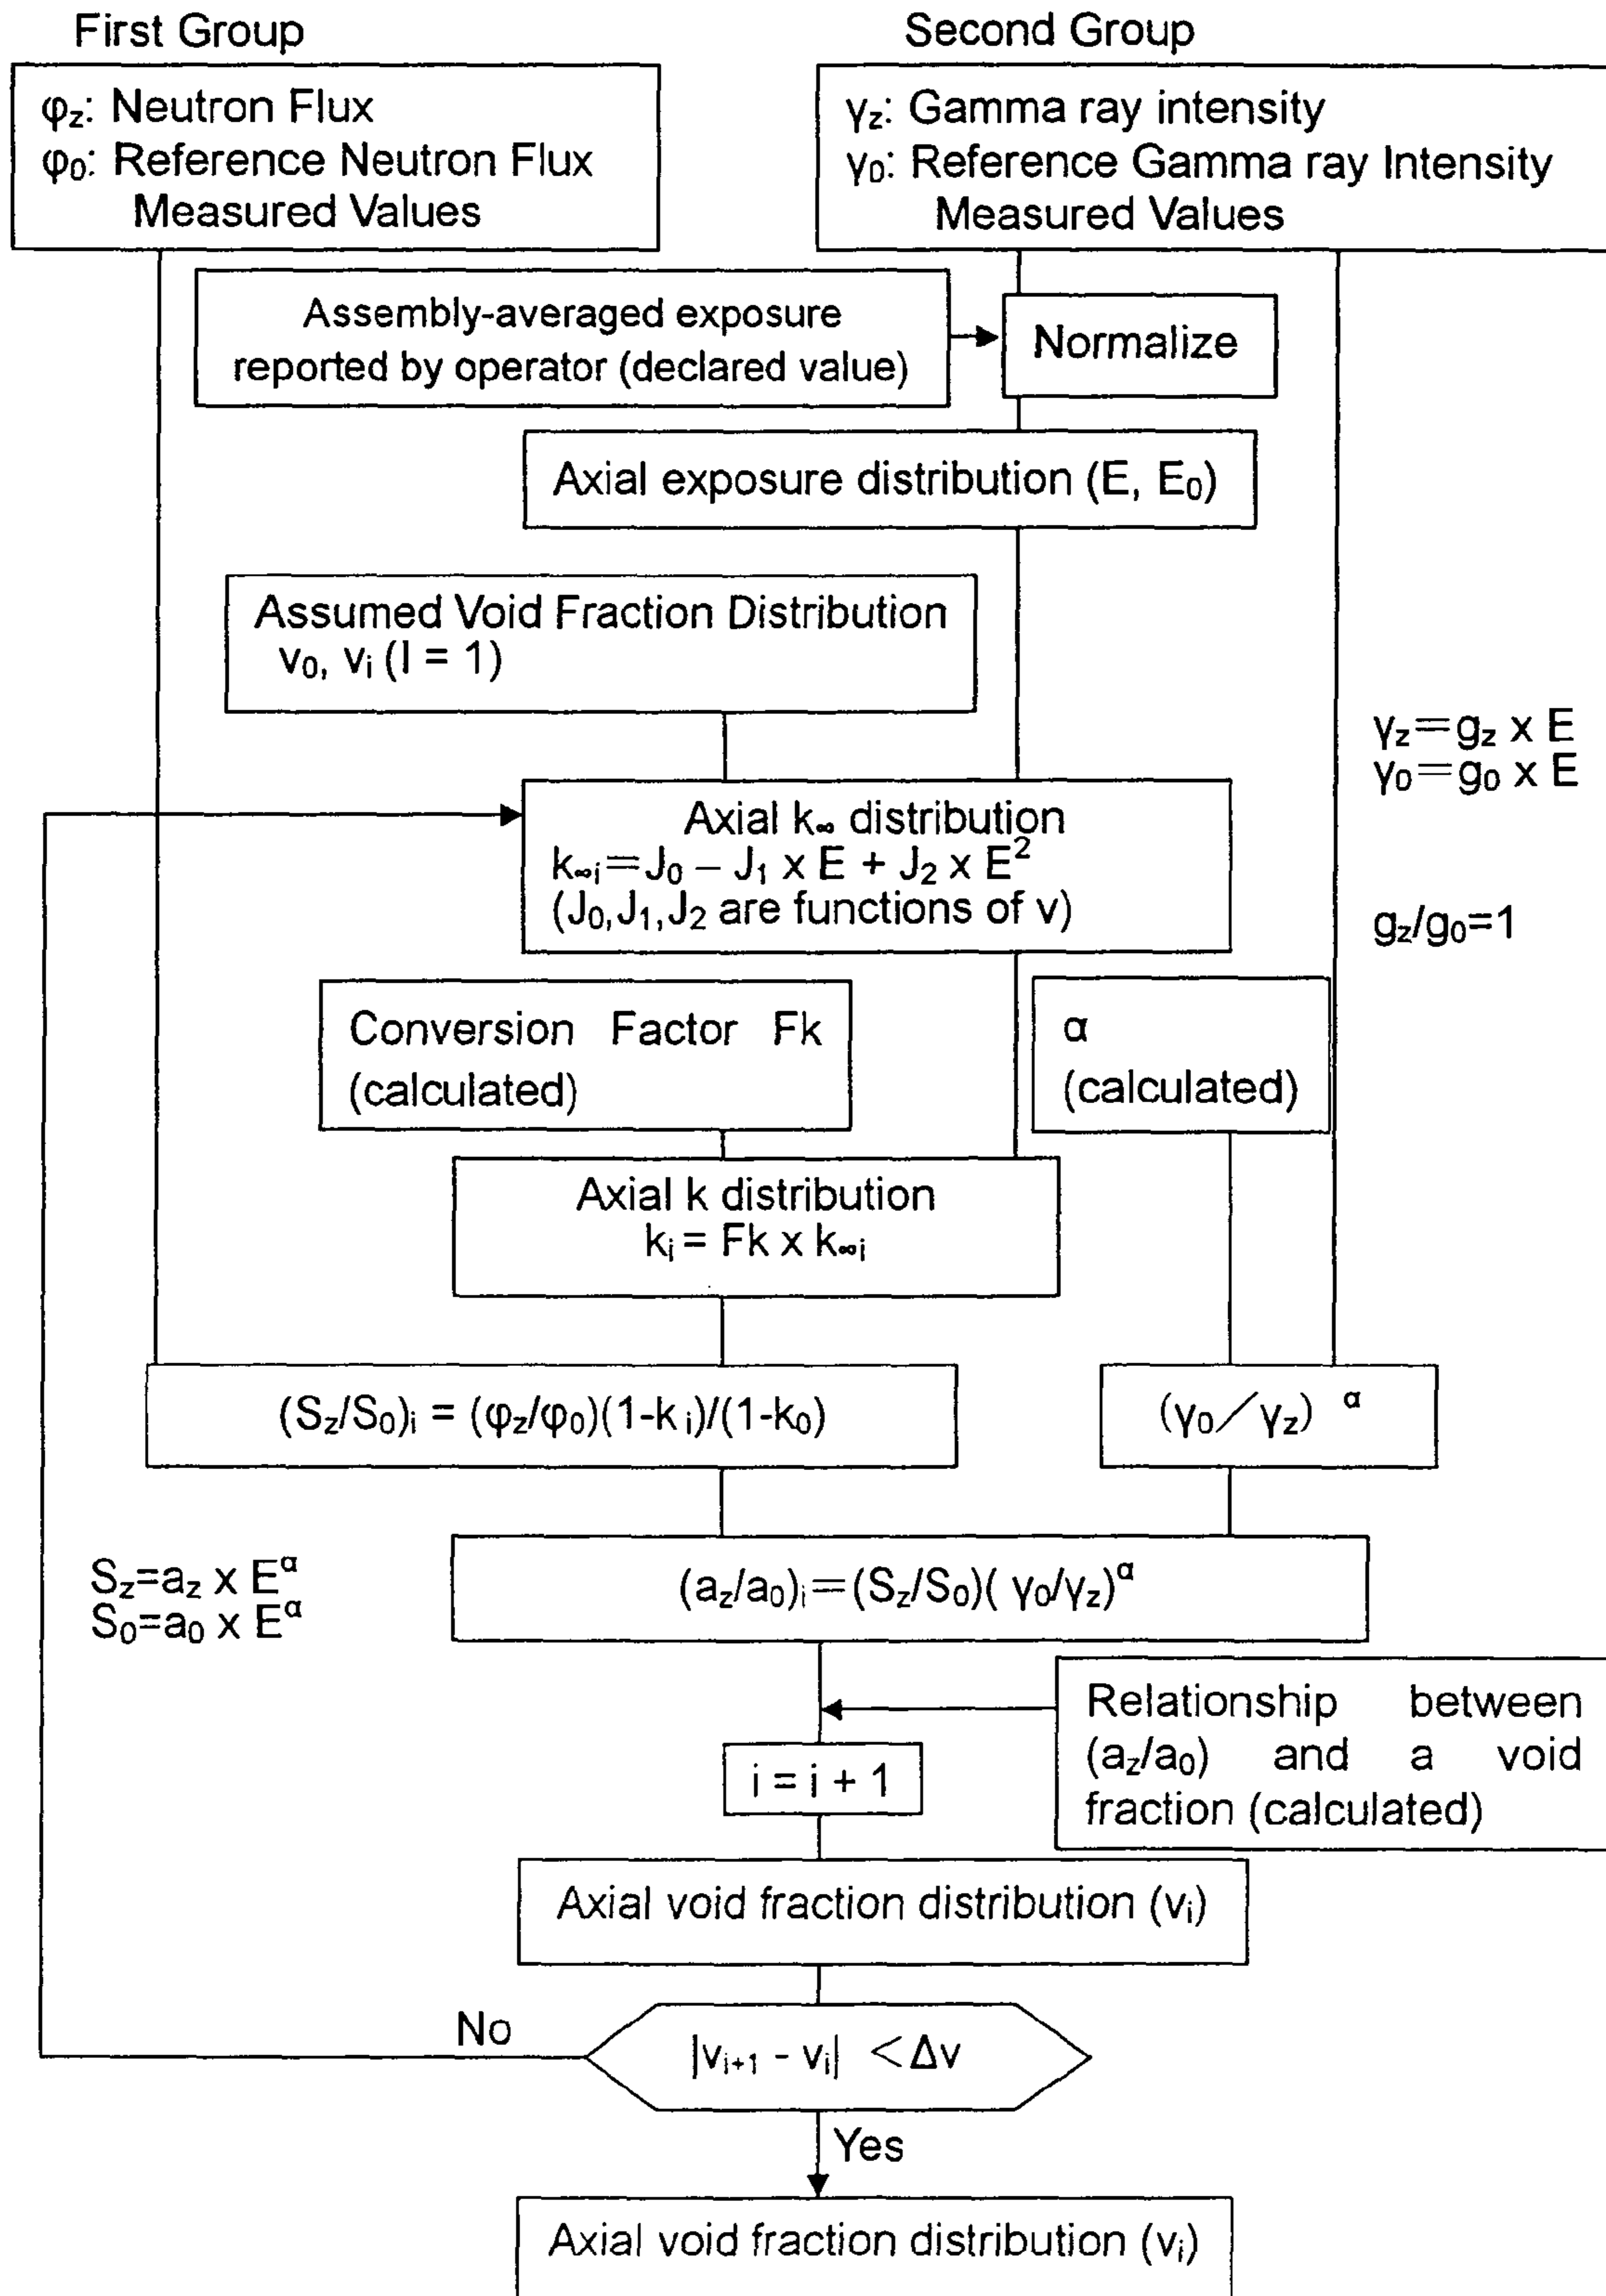 First Group
φz: Neutron Flux
φ0: Reference Neutron Flux
Measured Values
Second Group
γz: Gamma ray intensity
γ0: Reference Gamma ray Intensity
Measured Values
Assembly-averaged exposure
reported by operator (declared value)
Normalize
Axial exposure distribution (E, E0)
Assumed Void Fraction Distribution
v0, vi (I = 1)
γz=gz x E
γ0=g0 x E
gz/g0=1
Axial k∞ distribution
k∞i=J0 – J1 x E + J2 x E²
(J0,J1,J2 are functions of v)
Conversion Factor Fk
(calculated)
α
(calculated)
Axial k distribution
ki = Fk x k∞i
(Sz/S0)i = (φz/φ0)(1-k i)/(1-k0)
(γ0/γz) α
Sz=az x Eα
S0=a0 x Eα
(az/a0)i=(Sz/S0)( γ0/γz)α
Relationship between
(az/a0) and a void
fraction (calculated)
i = i + 1
Axial void fraction distribution (vi)
|vi+1 - vi| <Δv
No
Yes
Axial void fraction distribution (vi)